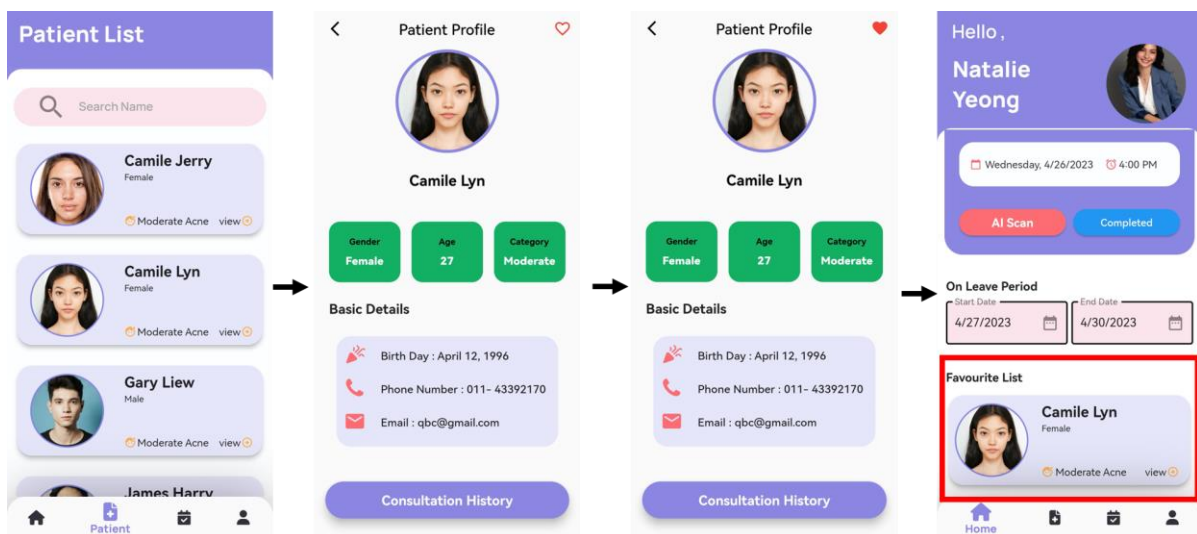 Patient List
Search Name
Camile Jerry
Female
Moderate Acne view
Camile Lyn
Female
Moderate Acne view
Gary Liew
Male
Moderate Acne view
James Harry
Patient
Patient Profile
Camile Lyn
Gender Age Category
Female 27 Moderate
Basic Details
Birth Day : April 12, 1996
Phone Number : 011- 43392170
Email : qbc@gmail.com
Consultation History
Patient Profile
Camile Lyn
Gender Age Category
Female 27 Moderate
Basic Details
Birth Day : April 12, 1996
Phone Number : 011- 43392170
Email : qbc@gmail.com
Consultation History
Hello ,
Natalie
Yeong
Wednesday, 4/26/2023 4:00 PM
AI Scan Completed
On Leave Period
Start Date End Date
4/27/2023 4/30/2023
Favourite List
Camile Lyn
Female
Moderate Acne view
Home